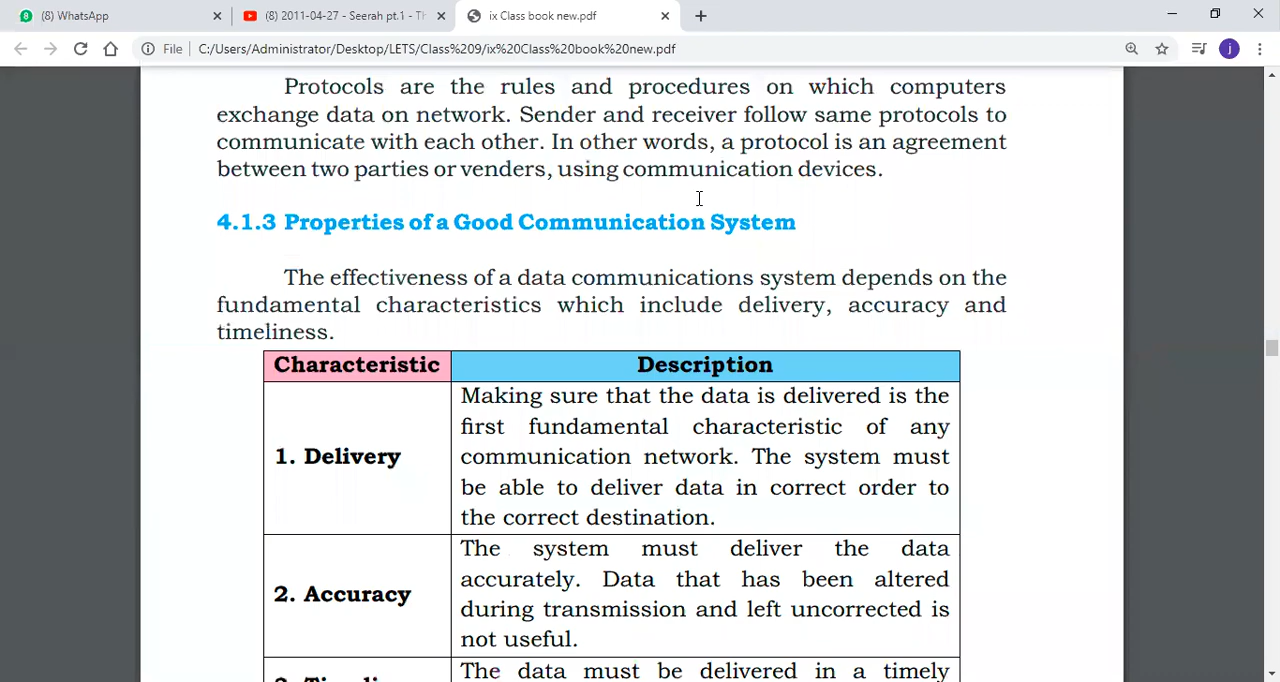 (8) WhatsApp
(8) 2011-04-27 - Seerah pt.1 - Th
ix Class book new.pdf
File
C:/Users/Administrator/Desktop/LETS/Class%209/ix%20Class%20book%20new.pdf
j
Protocols are the rules and procedures on which computers
exchange data on network. Sender and receiver follow same protocols to
communicate with each other. In other words, a protocol is an agreement
between two parties or venders, using communication devices.
4.1.3 Properties of a Good Communication System
The effectiveness of a data communications system depends on the
fundamental characteristics which include delivery, accuracy and
timeliness.
Characteristic
Description
1. Delivery
Making sure that the data is delivered is the
first fundamental characteristic of any
communication network. The system must
be able to deliver data in correct order to
the correct destination.
2. Accuracy
The system must deliver the data
accurately. Data that has been altered
during transmission and left uncorrected is
not useful.
The data must be delivered in a timely